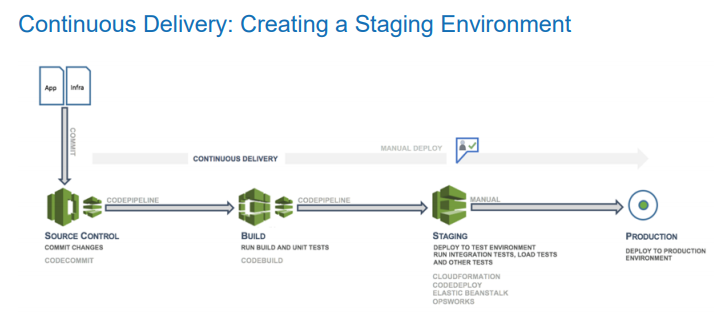 Continuous Delivery: Creating a Staging Environment
App
Infra
COMMIT
MANUAL DEPLOY
CONTINUOUS DELIVERY
CODEPIPELINE
CODEPIPELINE
MANUAL
SOURCE CONTROL
COMMIT CHANGES
CODECOMMIT
BUILD
RUN BUILD AND UNIT TESTS
CODEBUILD
STAGING
DEPLOY TO TEST ENVIRONMENT
RUN INTEGRATION TESTS, LOAD TESTS
AND OTHER TESTS
CLOUDFORMATION
CODEDEPLOY
ELASTIC BEANSTALK
OPSWORKS
PRODUCTION
DEPLOY TO PRODUCTION
ENVIRONMENT